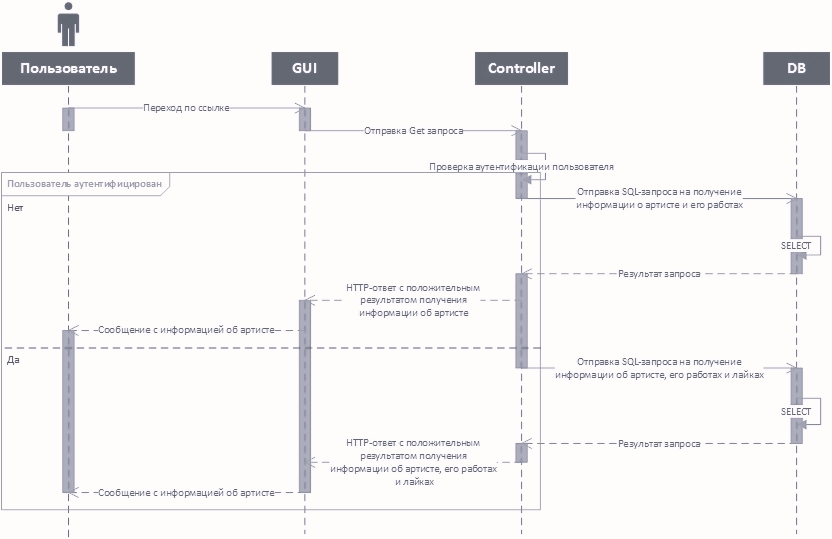 Пользователь
GUI
Controller
DB
Переход по ссылке
Отправка Get запроса
Проверка аутентификации пользователя
Пользователь аутентифицирован
Нет
Отправка SQL-запроса на получение
информации о артисте и его работах
SELECT
Результат запроса
HTTP-ответ с положительным
результатом получения
информации об артисте
Сообщение с информацией об артисте
Да
Отправка SQL-запроса на получение
информации об артисте, его работах и лайках
SELECT
Результат запроса
HTTP-ответ с положительным
результатом получения
информации об артисте, его работах
и лайках
Сообщение с информацией об артисте